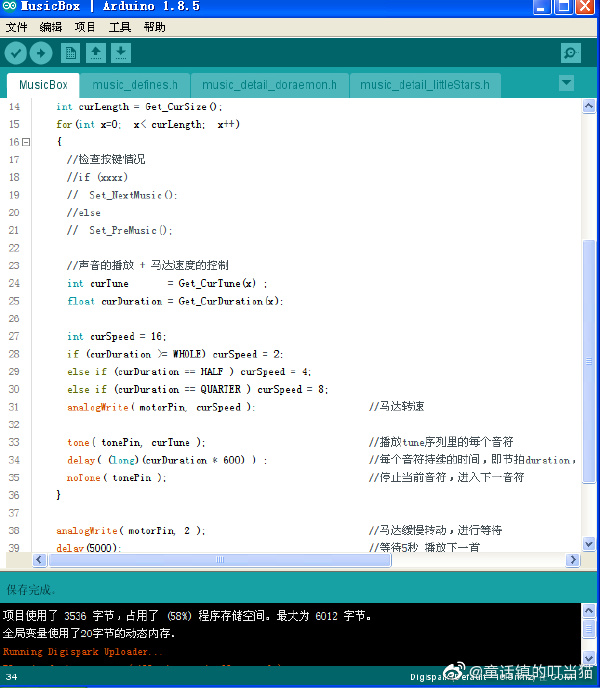 MusicBox | Arduino 1.8.5
文件 编辑 项目 工具 帮助
MusicBox music_defines.h music_detail_doraemon.h music_detail_littleStars.h
14 int curLength = Get_CurSize();
15 for(int x=0; x< curLength; x++)
16 {
17 //检查按键情况
18 //if (xxxx)
19 // Set_NextMusic();
20 //else
21 // Set_PreMusic();
22
23 //声音的播放 + 马达速度的控制
24 int curTune = Get_CurTune(x) ;
25 float curDuration = Get_CurDuration(x);
26
27 int curSpeed = 16;
28 if (curDuration >= WHOLE) curSpeed = 2;
29 else if (curDuration == HALF ) curSpeed = 4;
30 else if (curDuration == QUARTER ) curSpeed = 8;
31 analogWrite( motorPin, curSpeed ); //马达转速
32
33 tone( tonePin, curTune ); //播放tune序列里的每个音符
34 delay( (long)(curDuration * 600) ) ; //每个音符持续的时间，即节拍duration，
35 noTone( tonePin ); //停止当前音符，进入下一音符
36 }
37
38 analogWrite( motorPin, 2 ); //马达缓慢转动，进行等待
39 delay(5000); //等待5秒 播放下一首
保存完成。
项目使用了 3536 字节，占用了 (58%) 程序存储空间。最大为 6012 字节。
全局变量使用了20字节的动态内存.
Running Digispark Uploader...
34
@童话镇的叮当猫